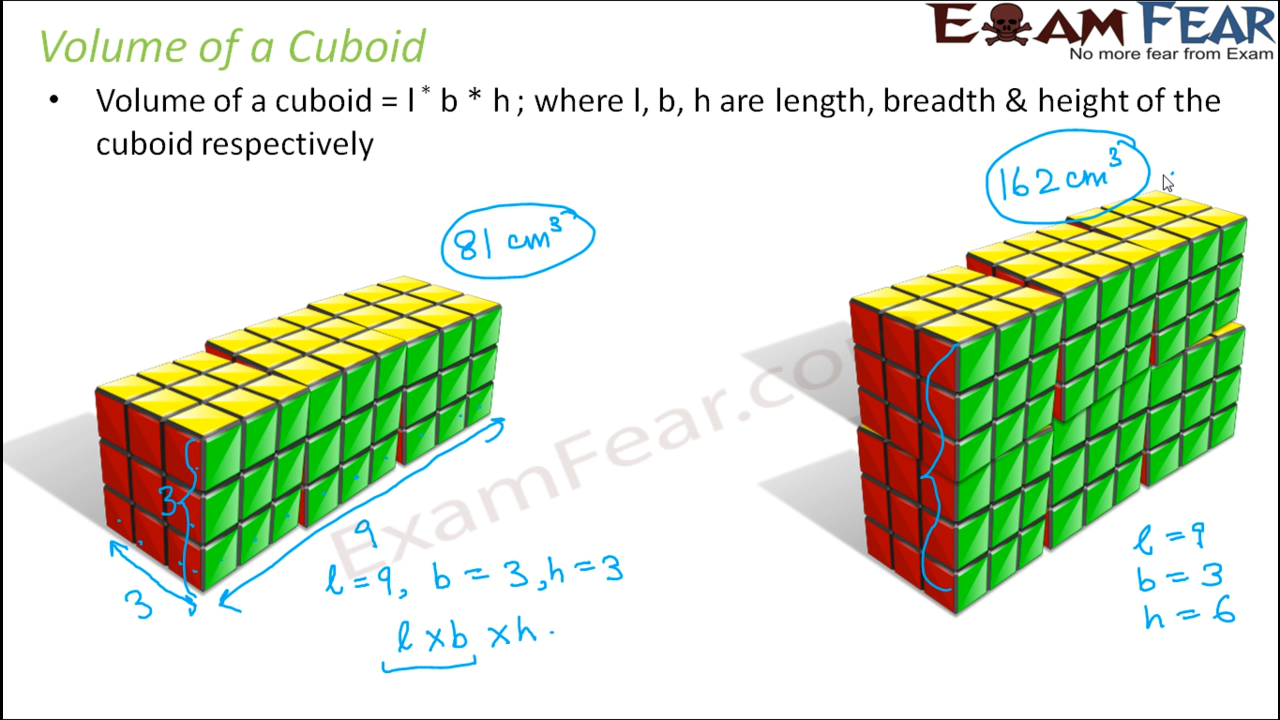 Volume of a Cuboid
EXAM FEAR
No more fear from Exam
• Volume of a cuboid = l * b * h ; where l, b, h are length, breadth & height of the
cuboid respectively
81 cm³
162 cm³
ExamFear.co
3
3
9
l = 9, b = 3, h = 3
l × b × h .
l = 9
b = 3
h = 6